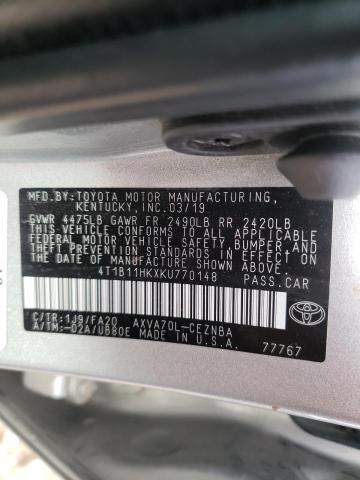 MFD.BY:TOYOTA MOTOR MANUFACTURING,
KENTUCKY,INC.03/19
GVWR 4475LB GAWR FR 2490LB RR 2420LB
THIS VEHICLE CONFORMS TO ALL APPLICABLE
FEDERAL MOTOR VEHICLE SAFETY, BUMPER, AND
THEFT PREVENTION STANDARDS IN EFFECT ON
THE DATE OF MANUFACTURE SHOWN ABOVE.
4T1B11HKXKU770148 PASS.CAR
C/TR:1J9/FA20 AXVA70L-CEZNBA
A/TM:-02A/UB80E MADE IN U.S.A.
77767
TOYOTA